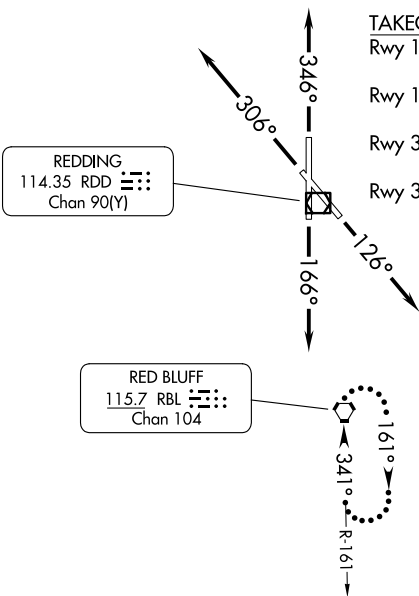 TAKEO
Rwy 1
Rwy 1
Rwy 3
Rwy 3
346°
306°
REDDING
114.35 RDD
Chan 90(Y)
126°
166°
RED BLUFF
115.7 RBL
Chan 104
161°
341°
R-161